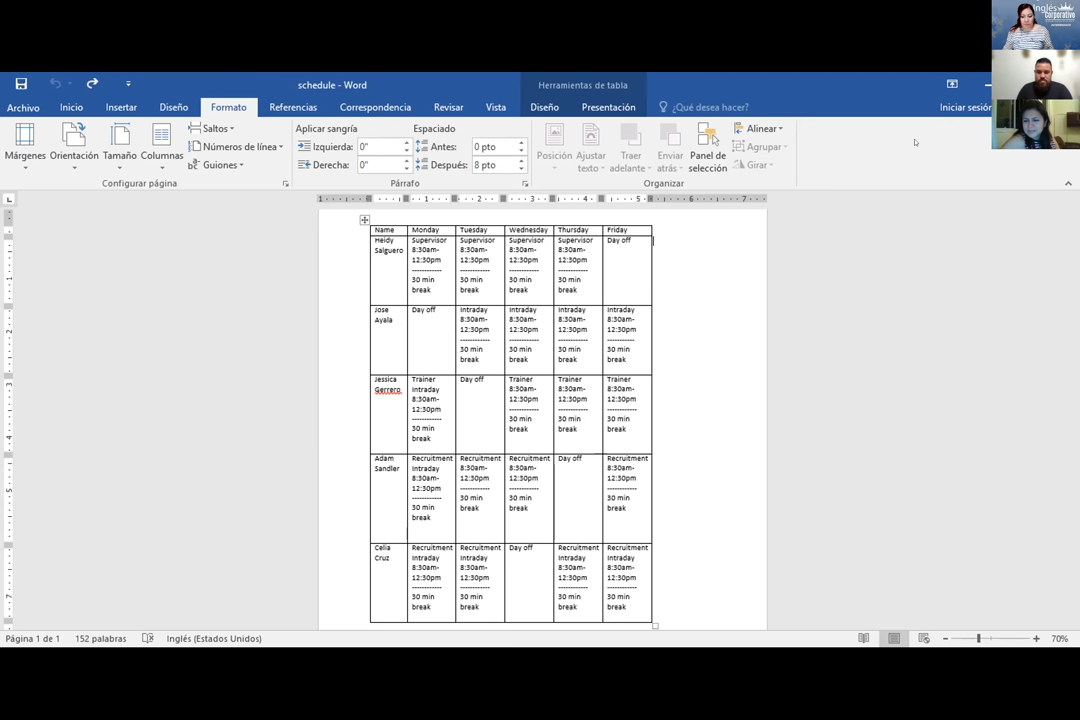 Inglés
Corporativo
schedule - Word
Herramientas de tabla
Archivo Inicio Insertar Diseño Formato Referencias Correspondencia Revisar Vista Diseño Presentación ¿Qué desea hacer? Iniciar sesión
Márgenes
Orientación
Tamaño
Columnas
Saltos
Números de línea
Guiones
Configurar página
Aplicar sangría
Izquierda: 0"
Derecha: 0"
Espaciado
Antes: 0 pto
Después: 8 pto
Párrafo
Posición
Ajustar
texto
Traer
adelante
Enviar
atrás
Panel de
selección
Alinear
Agrupar
Girar
Organizar
1 1 2 3 4 5 6 7
Name Monday Tuesday Wednesday Thursday Friday
Heidy Supervisor Supervisor Supervisor Supervisor Day off
Salguero 8:30am- 8:30am- 8:30am- 8:30am-
12:30pm 12:30pm 12:30pm 12:30pm
------------ ------------ ------------ ------------
30 min 30 min 30 min 30 min
break break break break
Jose Day off Intraday Intraday Intraday Intraday
Ayala 8:30am- 8:30am- 8:30am- 8:30am-
12:30pm 12:30pm 12:30pm 12:30pm
------------ ------------ ------------ ------------
30 min 30 min 30 min 30 min
break break break break
Jessica Trainer Day off Trainer Trainer Trainer
Gerrero Intraday 8:30am- 8:30am- 8:30am-
8:30am- 12:30pm 12:30pm 12:30pm
12:30pm ------------ ------------ ------------
------------ 30 min 30 min 30 min
30 min break break break
break
Adam Recruitment Recruitment Recruitment Day off Recruitment
Sandler Intraday 8:30am- 8:30am- 8:30am-
8:30am- 12:30pm 12:30pm 12:30pm
12:30pm ------------ ------------ ------------
------------ 30 min 30 min 30 min
30 min break break break
break
Celia Recruitment Recruitment Day off Recruitment Recruitment
Cruz Intraday Intraday Intraday Intraday
8:30am- 8:30am- 8:30am- 8:30am-
12:30pm 12:30pm 12:30pm 12:30pm
------------ ------------ ------------ ------------
30 min 30 min 30 min 30 min
break break break break
Página 1 de 1 152 palabras Inglés (Estados Unidos) 70%